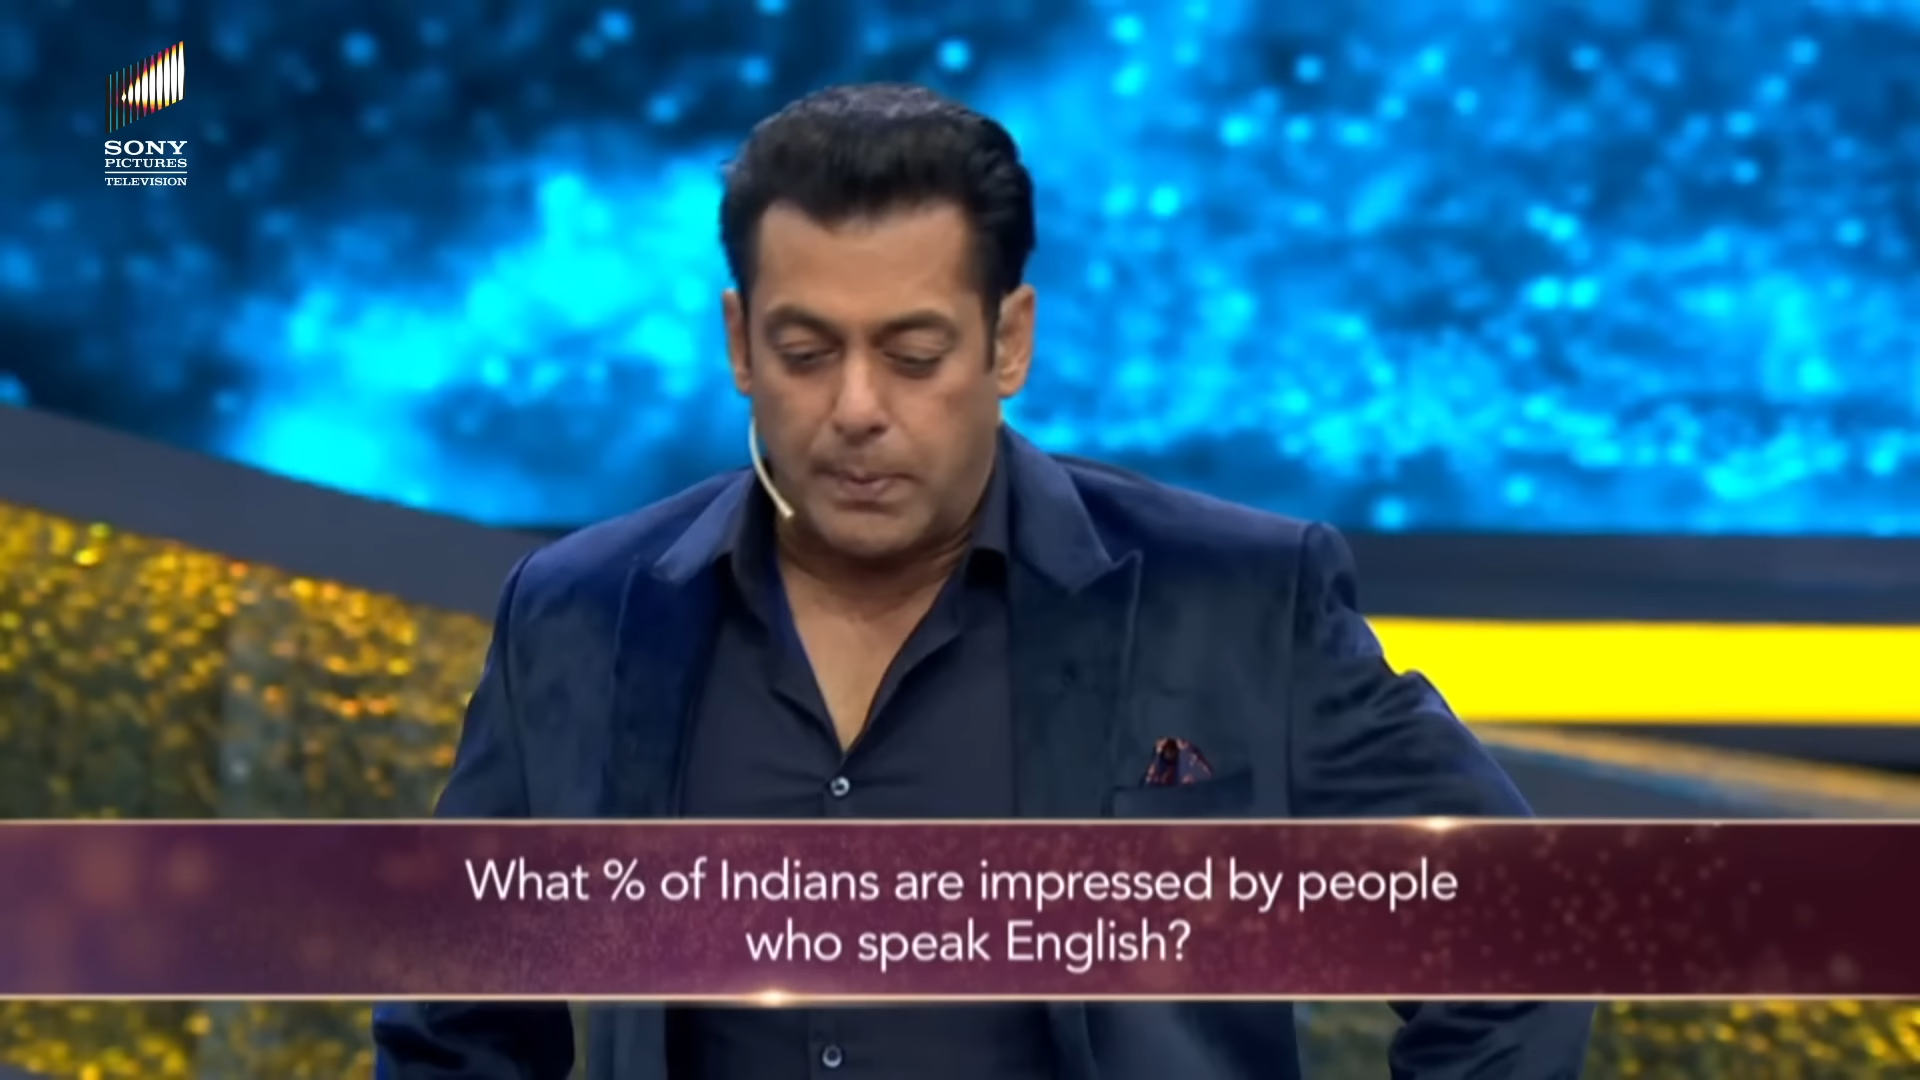 SONY
PICTURES
TELEVISION
What % of Indians are impressed by people
who speak English?